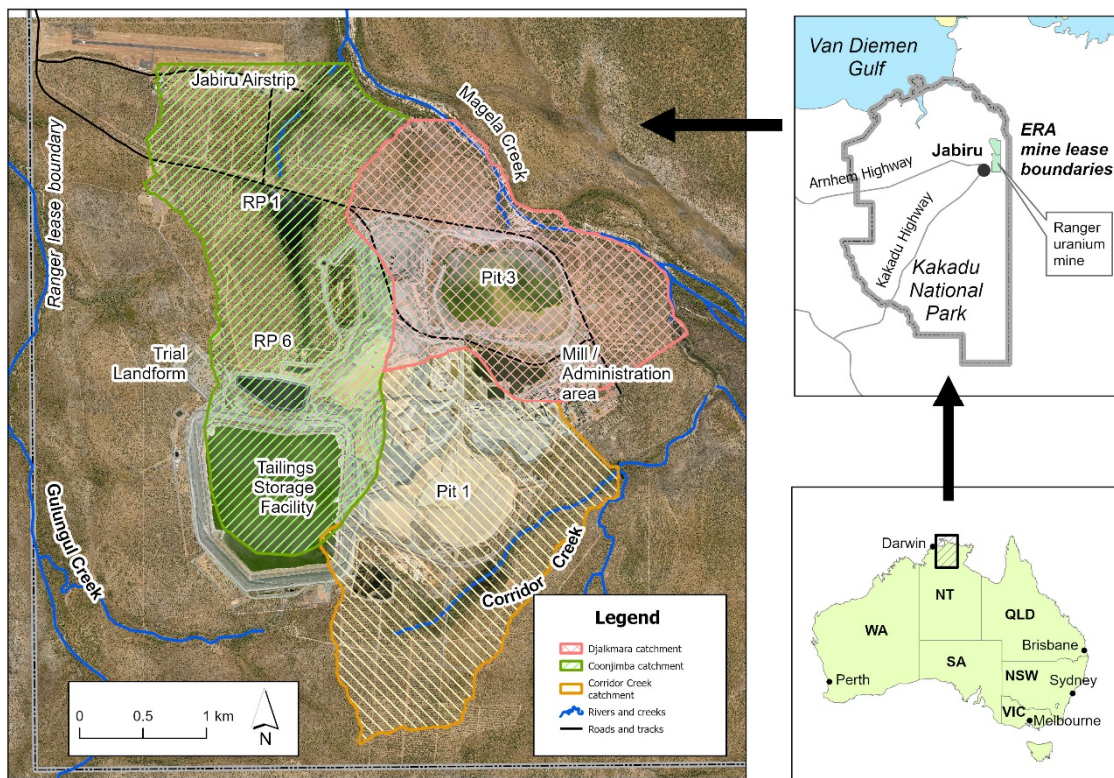 Jabiru Airstrip
Magela Creek
Ranger lease boundary
RP 1
Pit 3
RP 6
Trial
Landform
Mill /
Administration
area
Tailings
Storage
Facility
Pit 1
Gulungul Creek
Corridor Creek
0 0.5 1 km
N
Legend
Djalkmara catchment
Coonjimba catchment
Corridor Creek
catchment
Rivers and creeks
Roads and tracks
Van Diemen
Gulf
ERA
mine lease
boundaries
Jabiru
Arnhem Highway
Kakadu Highway
Ranger
uranium
mine
Kakadu
National
Park
Darwin
NT
QLD
WA
Brisbane
SA
NSW
Perth
Sydney
VIC
Melbourne